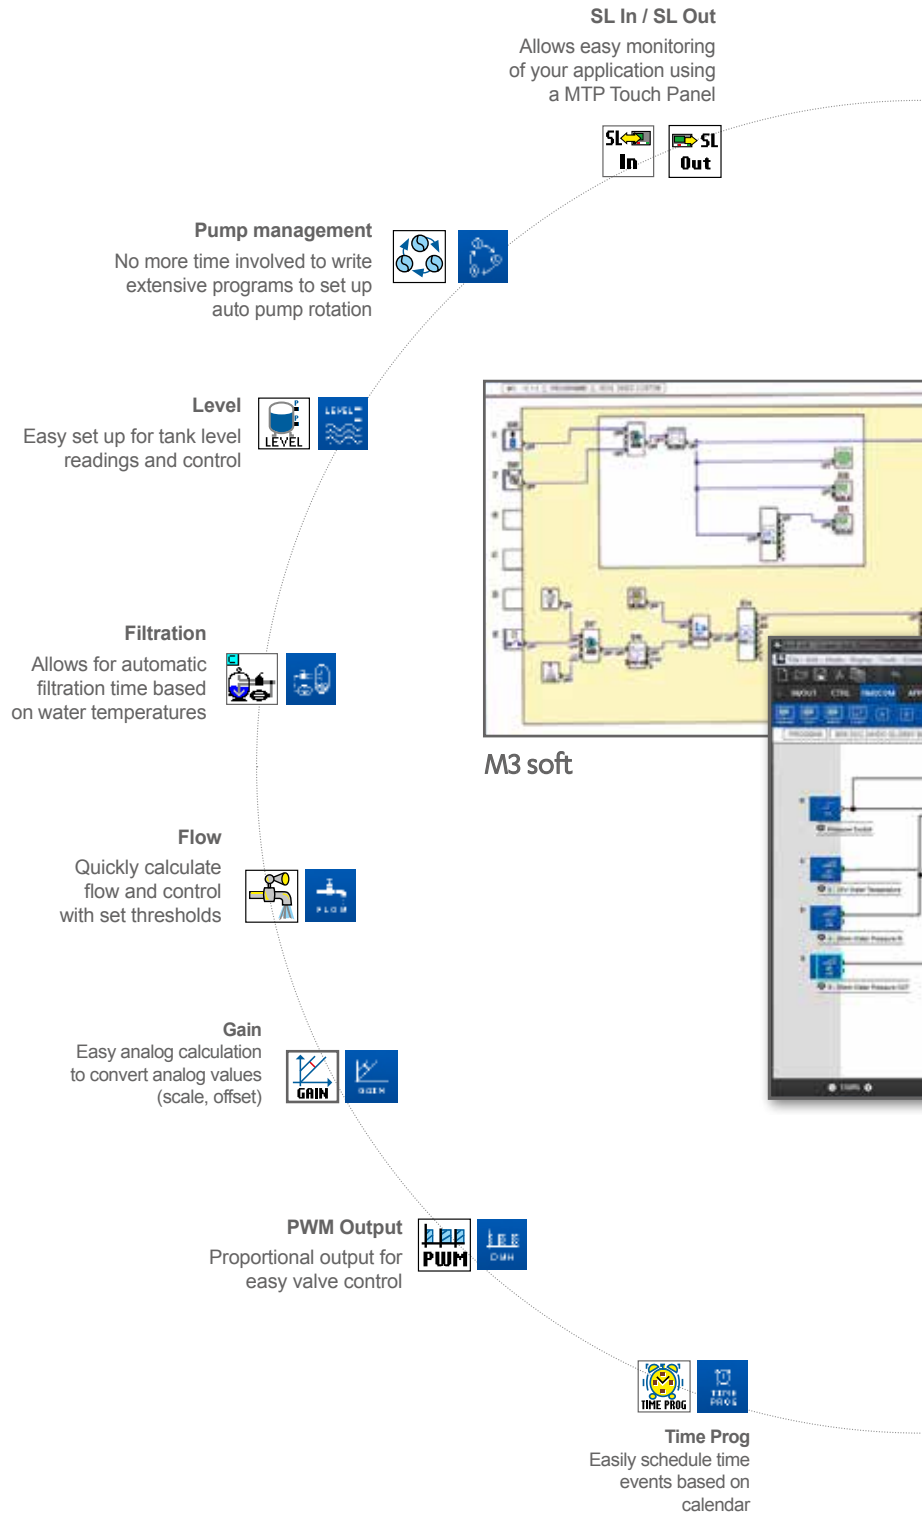 SL In / SL Out
Allows easy monitoring
of your application using
a MTP Touch Panel
SL
In
SL
Out
Pump management
No more time involved to write
extensive programs to set up
auto pump rotation
Level
Easy set up for tank level
readings and control
LEVEL
LEVEL
Filtration
Allows for automatic
filtration time based
on water temperatures
C
M3 soft
Flow
Quickly calculate
flow and control
with set thresholds
FLOW
Gain
Easy analog calculation
to convert analog values
(scale, offset)
GAIN
GAIN
PWM Output
Proportional output for
easy valve control
PWM
PWM
TIME PROG
TIME
PROG
Time Prog
Easily schedule time
events based on
calendar